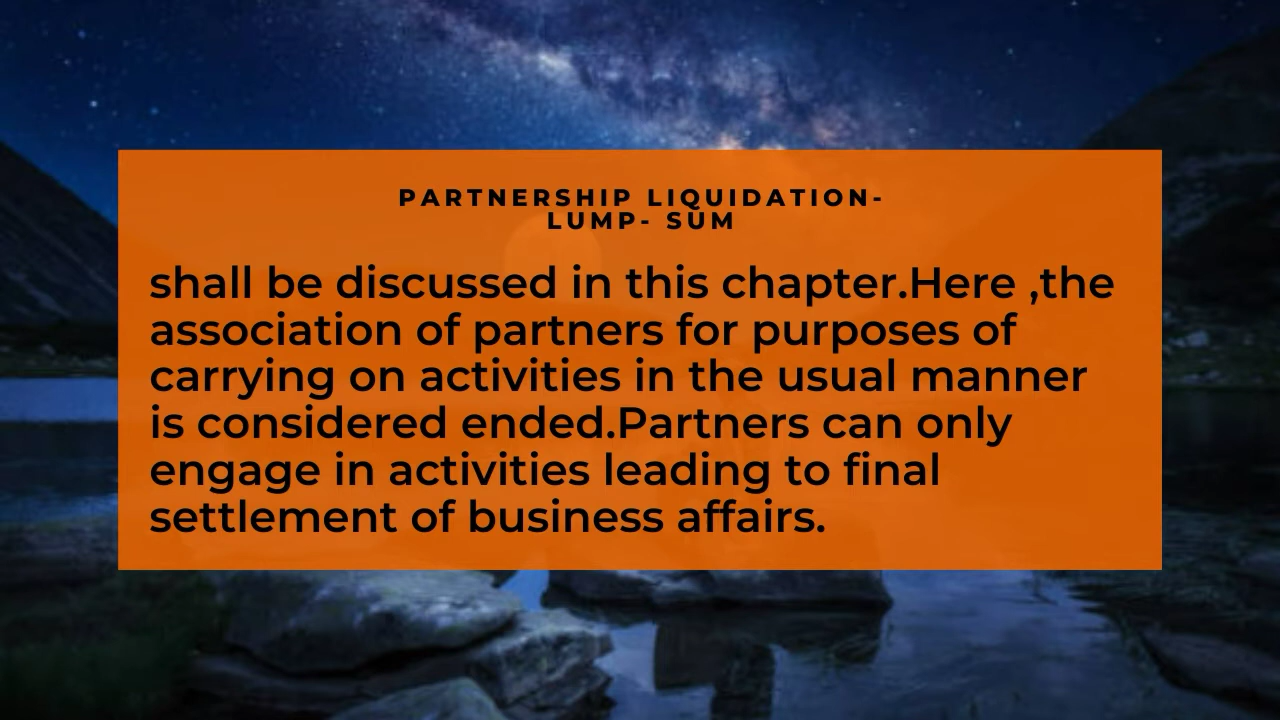 PARTNERSHIP LIQUIDATION-
LUMP- SUM
shall be discussed in this chapter.Here ,the
association of partners for purposes of
carrying on activities in the usual manner
is considered ended.Partners can only
engage in activities leading to final
settlement of business affairs.